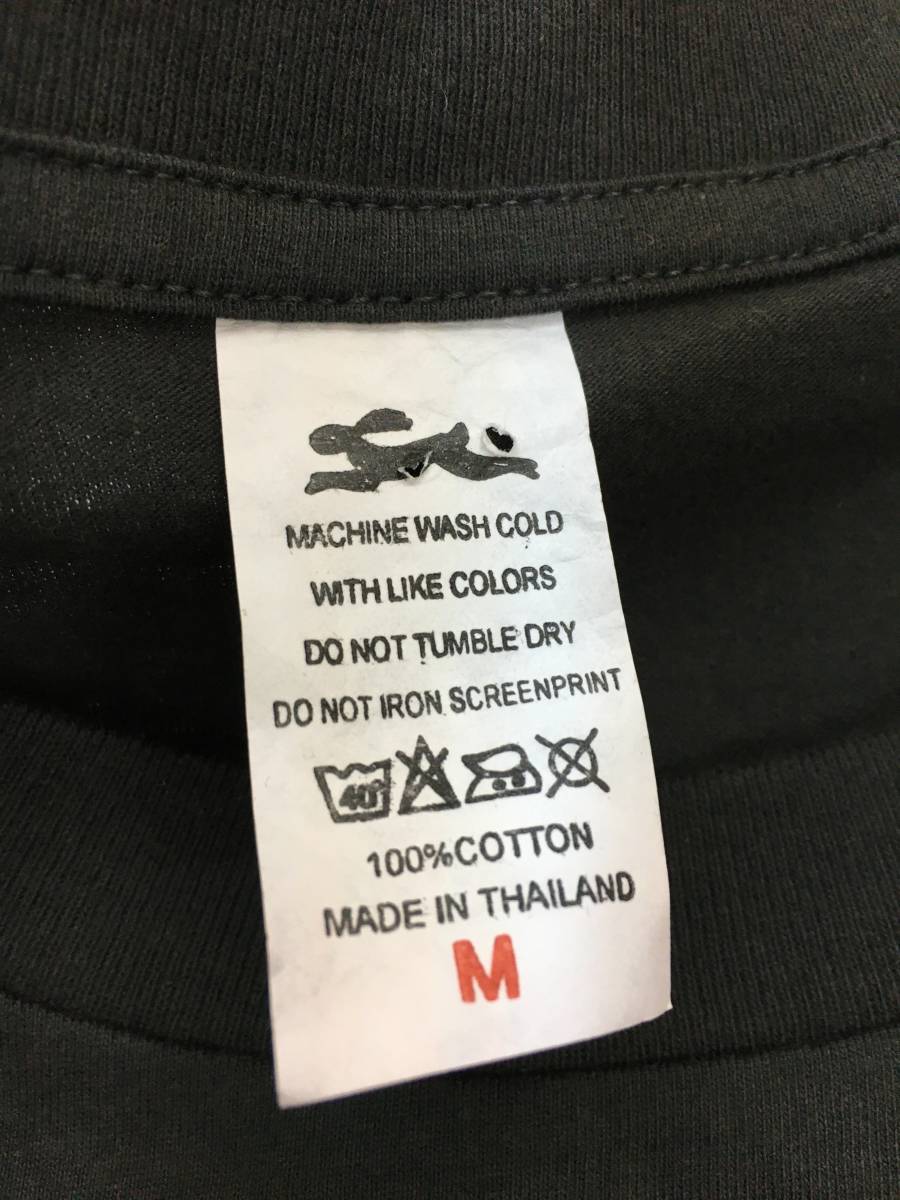 MACHINE WASH COLD
WITH LIKE COLORS
DO NOT TUMBLE DRY
DO NOT IRON SCREENPRINT
40°
100%COTTON
MADE IN THAILAND
M